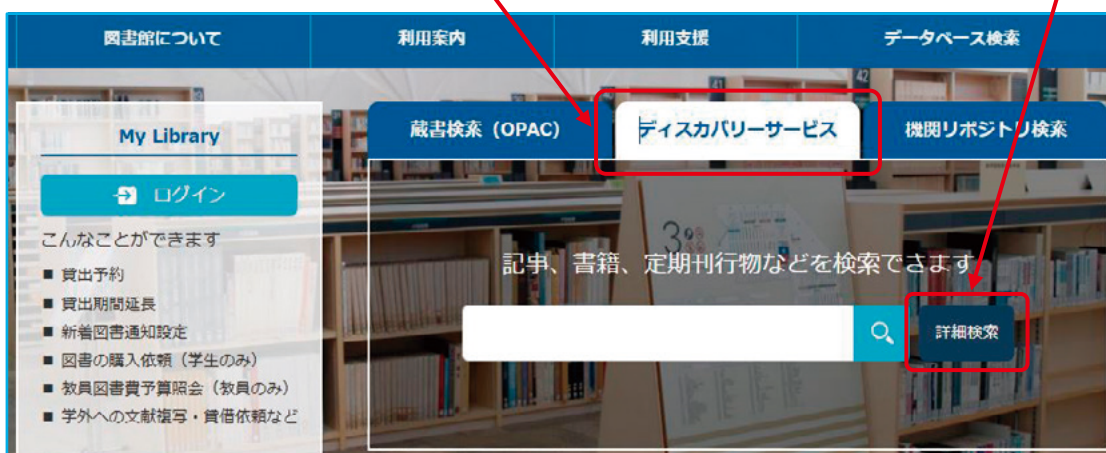 図書館について
利用案内
利用支援
データベース検索
My Library
ログイン
こんなことができます
■ 貸出予約
■ 貸出期間延長
■ 新着図書通知設定
■ 図書の購入依頼（学生のみ）
■ 教員図書費予算照会（教員のみ）
■ 学外への文献複写・貸借依頼など
蔵書検索（OPAC）
ディスカバリーサービス
機関リポジトリ検索
記事、書籍、定期刊行物などを検索できます
詳細検索
3
41
42